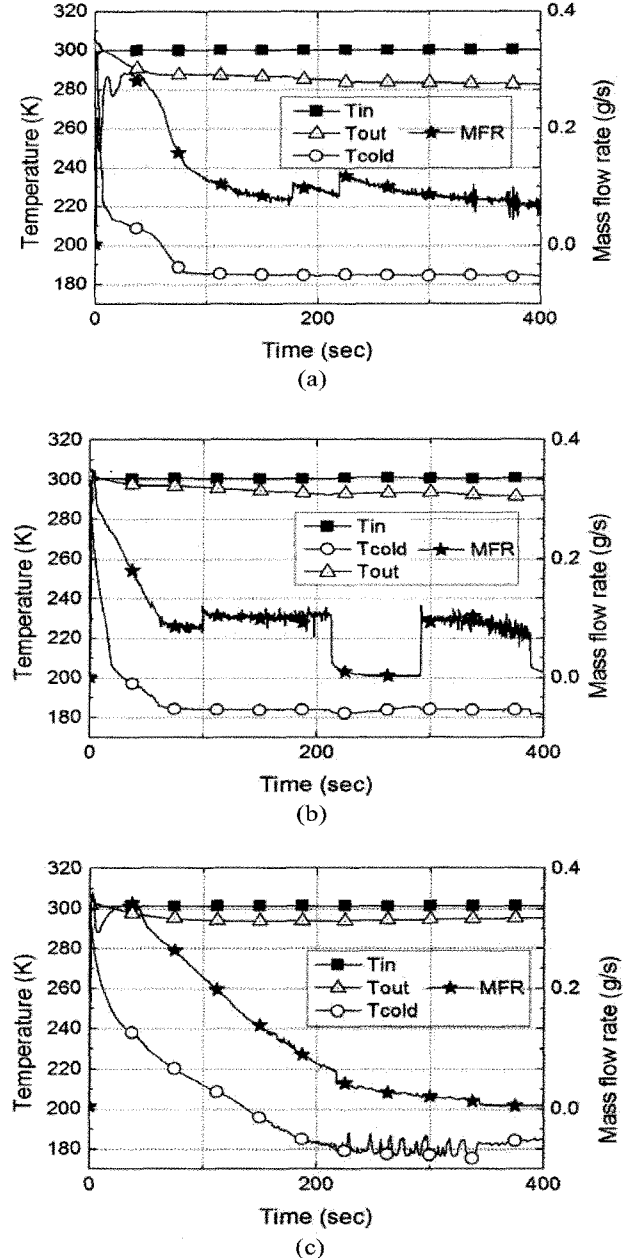 320 0.4
300
280
260
240 0.2
220
200 0.0
180
0 200 400
Temperature (K)
Mass flow rate (g/s)
Tin
Tout MFR
Tcold
Time (sec)
(a)
320 0.4
300
280
260
240 0.2
220
200 0.0
180
0 200 400
Temperature (K)
Mass flow rate (g/s)
Tin
Tcold MFR
Tout
Time (sec)
(b)
320 0.4
300
280
260
240 0.2
220
200 0.0
180
0 200 400
Temperature (K)
Mass flow rate (g/s)
Tin
Tout MFR
Tcold
Time (sec)
(c)